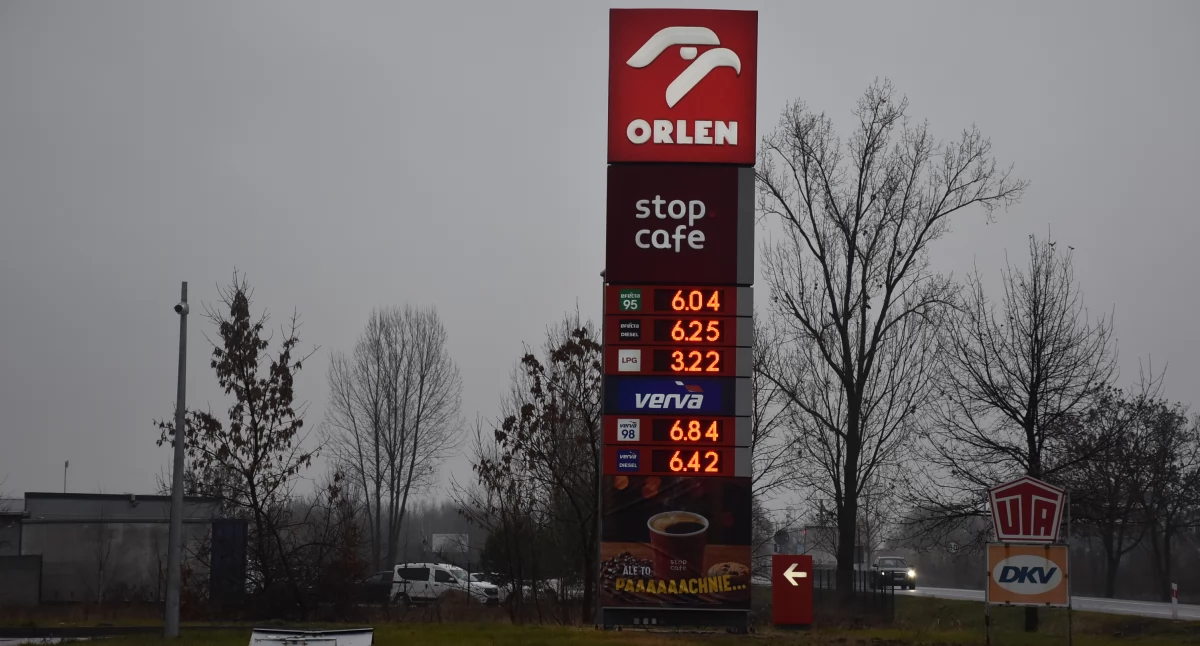 ORLEN
stop
cafe
efecta
95
6.04
efecta
DIESEL
6.25
LPG
3.22
verva
verva
98
6.84
verva
DIESEL
6.42
stop
cafe
ALE TO
PAAAAAACHNIE...
UTA
DKV